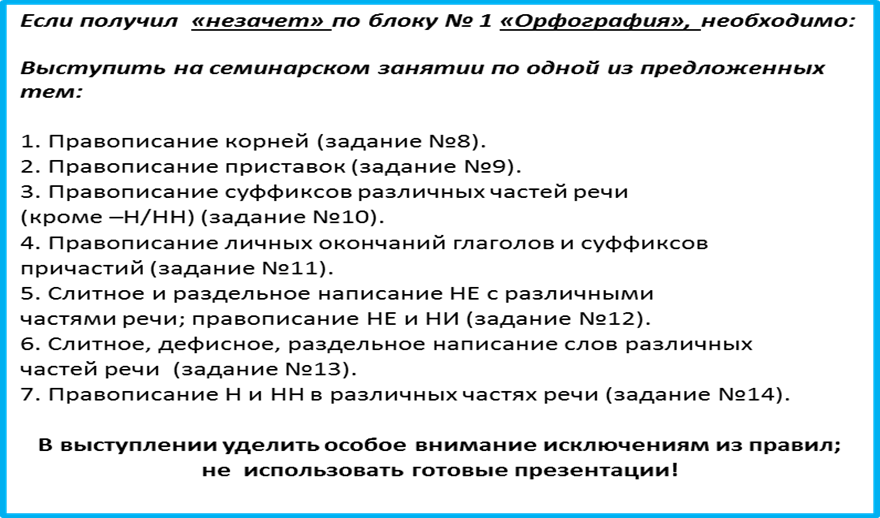 Если получил «незачет» по блоку № 1 «Орфография», необходимо:
Выступить на семинарском занятии по одной из предложенных
тем:
1. Правописание корней (задание №8).
2. Правописание приставок (задание №9).
3. Правописание суффиксов различных частей речи
(кроме –Н/НН) (задание №10).
4. Правописание личных окончаний глаголов и суффиксов
причастий (задание №11).
5. Слитное и раздельное написание НЕ с различными
частями речи; правописание НЕ и НИ (задание №12).
6. Слитное, дефисное, раздельное написание слов различных
частей речи (задание №13).
7. Правописание Н и НН в различных частях речи (задание №14).
В выступлении уделить особое внимание исключениям из правил;
не использовать готовые презентации!